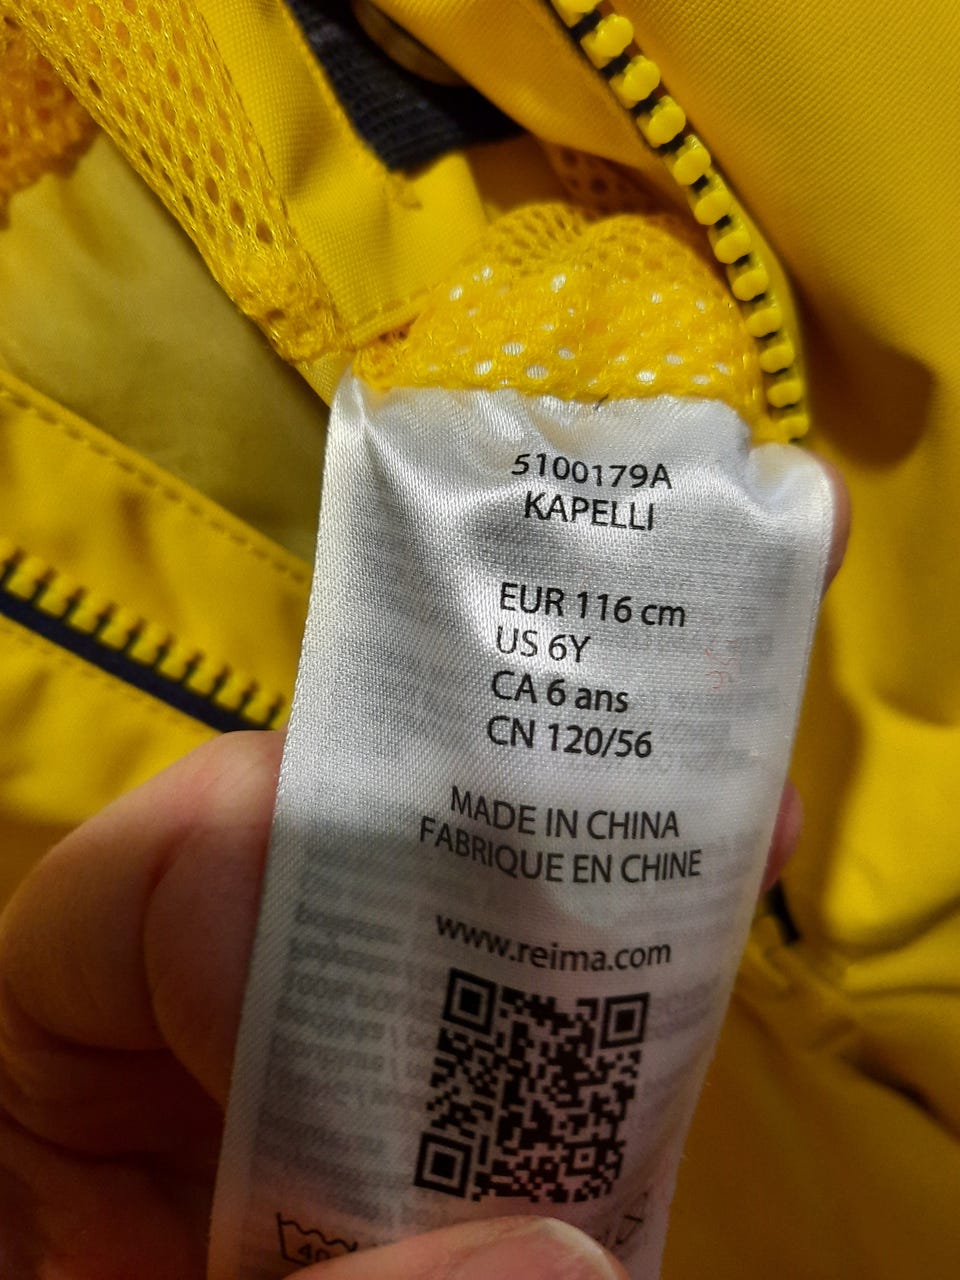 5100179A
KAPELLI
EUR 116 cm
US 6Y
CA 6 ans
CN 120/56
MADE IN CHINA
FABRIQUE EN CHINE
www.reima.com
40